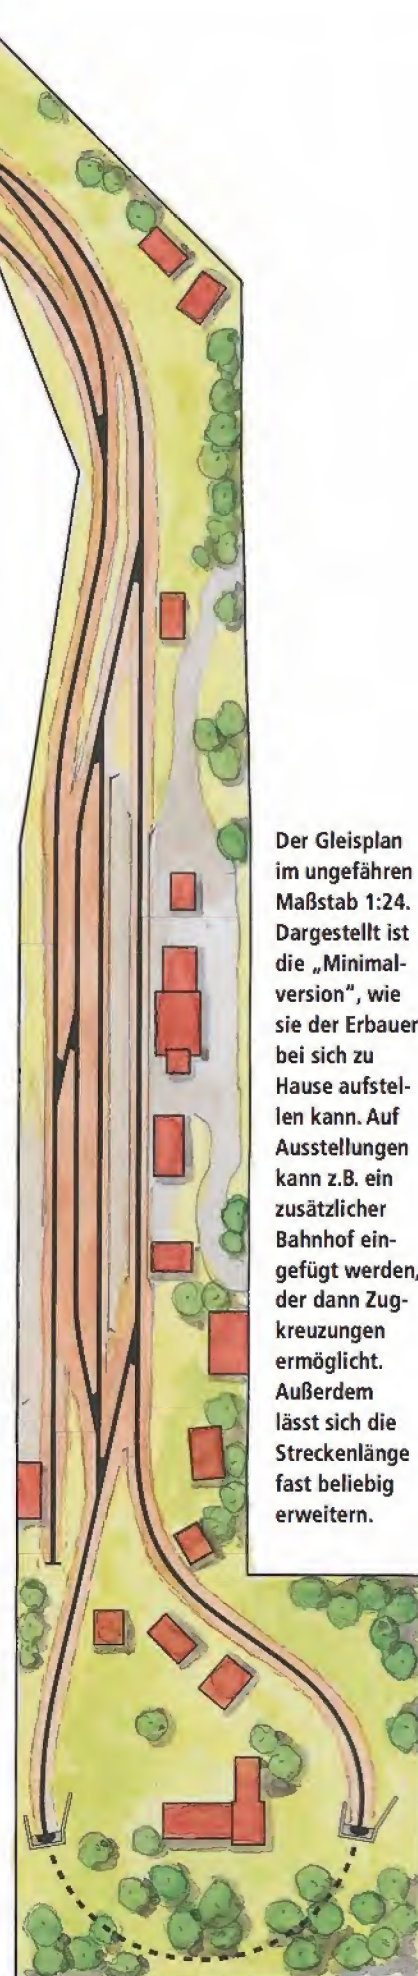 Der Gleisplan
im ungefähren
Maßstab 1:24.
Dargestellt ist
die „Minimal-
version", wie
sie der Erbauer
bei sich zu
Hause aufstel-
len kann. Auf
Ausstellungen
kann z.B. ein
zusätzlicher
Bahnhof ein-
gefügt werden,
der dann Zug-
kreuzungen
ermöglicht.
Außerdem
lässt sich die
Streckenlänge
fast beliebig
erweitern.